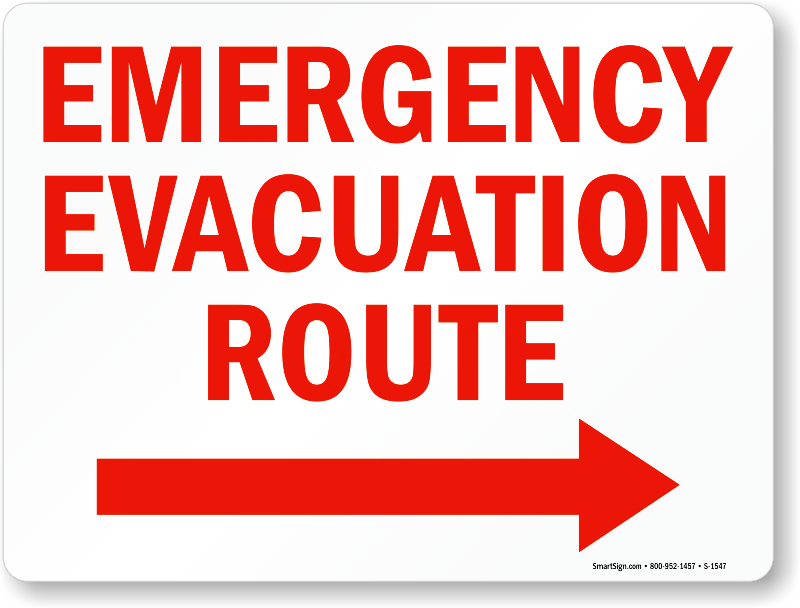 EMERGENCY
EVACUATION
ROUTE
SmartSign.com • 800-952-1457 • S-1547